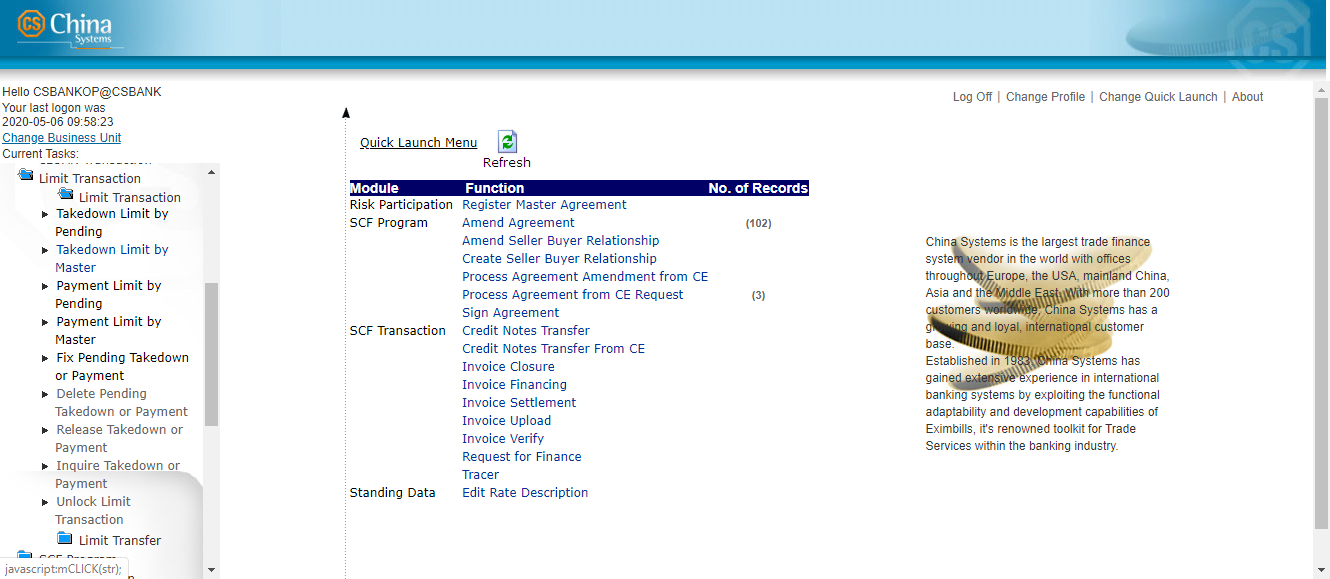 CS China
Systems
CS
Hello CSBANKOP@CSBANK
Your last logon was
2020-05-06 09:58:23
Change Business Unit
Current Tasks:
Limit Transaction
Limit Transaction
Takedown Limit by
Pending
Takedown Limit by
Master
Payment Limit by
Pending
Payment Limit by
Master
Fix Pending Takedown
or Payment
Delete Pending
Takedown or Payment
Release Takedown or
Payment
Inquire Takedown or
Payment
Unlock Limit
Transaction
Limit Transfer
SCF Program
javascript:mCLICK(str);
Log Off | Change Profile | Change Quick Launch | About
Quick Launch Menu
Refresh
Module Function No. of Records
Risk Participation Register Master Agreement
SCF Program Amend Agreement (102)
Amend Seller Buyer Relationship
Create Seller Buyer Relationship
Process Agreement Amendment from CE
Process Agreement from CE Request (3)
Sign Agreement
SCF Transaction Credit Notes Transfer
Credit Notes Transfer From CE
Invoice Closure
Invoice Financing
Invoice Settlement
Invoice Upload
Invoice Verify
Request for Finance
Tracer
Standing Data Edit Rate Description
China Systems is the largest trade finance
system vendor in the world with offices
throughout Europe, the USA, mainland China,
Asia and the Middle East. With more than 200
customers worldwide, China Systems has a
growing and loyal, international customer
base.
Established in 1983, China Systems has
gained extensive experience in international
banking systems by exploiting the functional
adaptability and development capabilities of
Eximbills, it's renowned toolkit for Trade
Services within the banking industry.